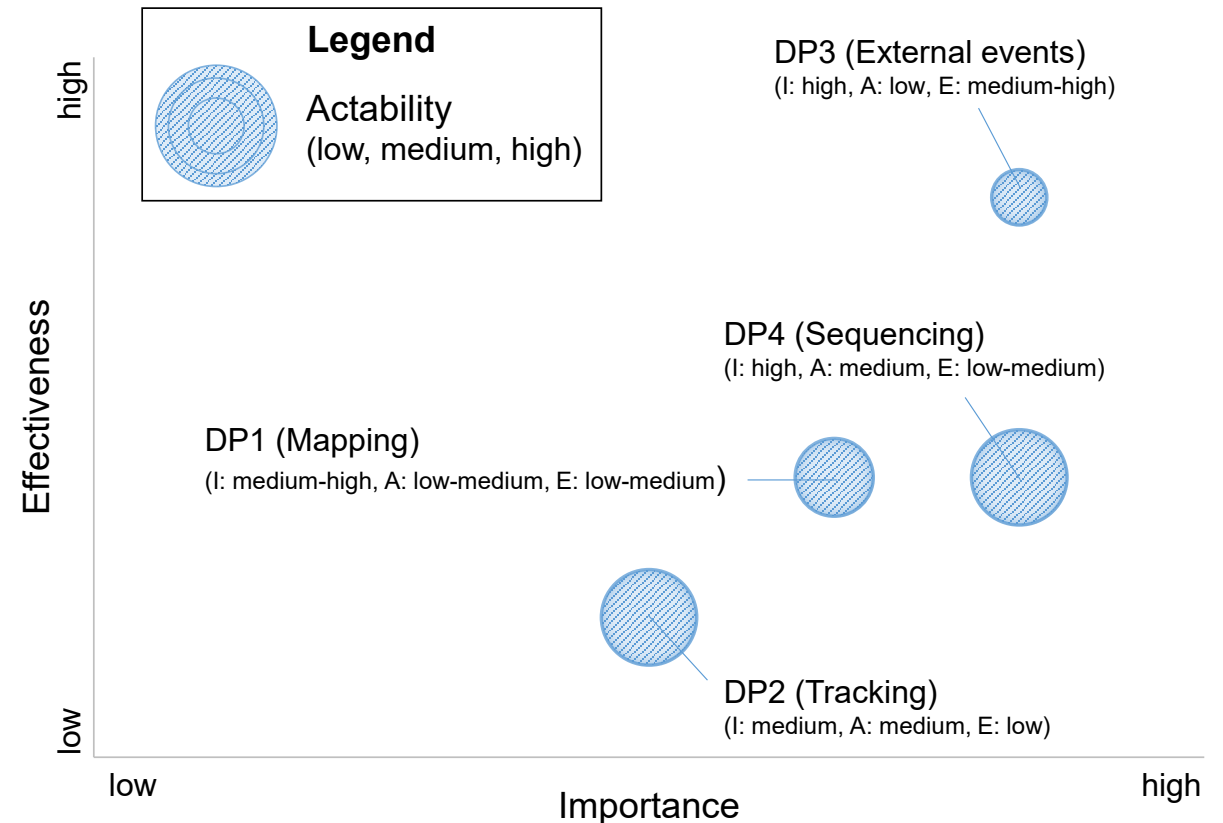 Legend
Actability
(low, medium, high)
DP3 (External events)
(I: high, A: low, E: medium-high)
high
DP4 (Sequencing)
(I: high, A: medium, E: low-medium)
Effectiveness
DP1 (Mapping)
(I: medium-high, A: low-medium, E: low-medium)
DP2 (Tracking)
(I: medium, A: medium, E: low)
low
low
high
Importance